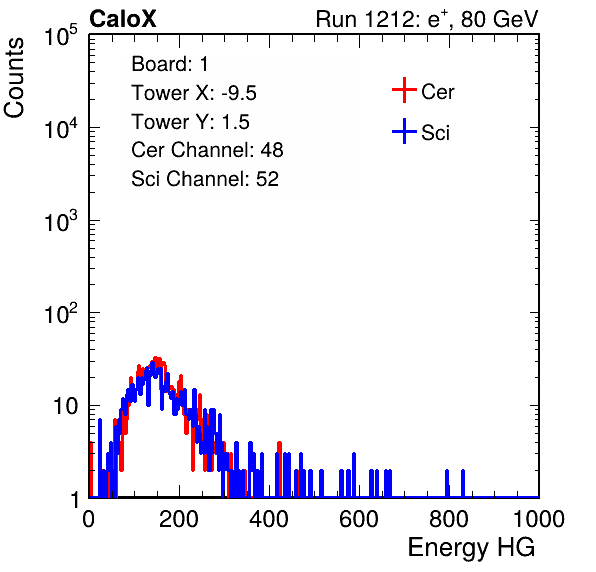 CaloX Run 1212: e⁺, 80 GeV
Counts
10⁵
10⁴
10³
10²
10
1
Board: 1
Tower X: -9.5
Tower Y: 1.5
Cer Channel: 48
Sci Channel: 52
Cer
Sci
0 200 400 600 800 1000
Energy HG